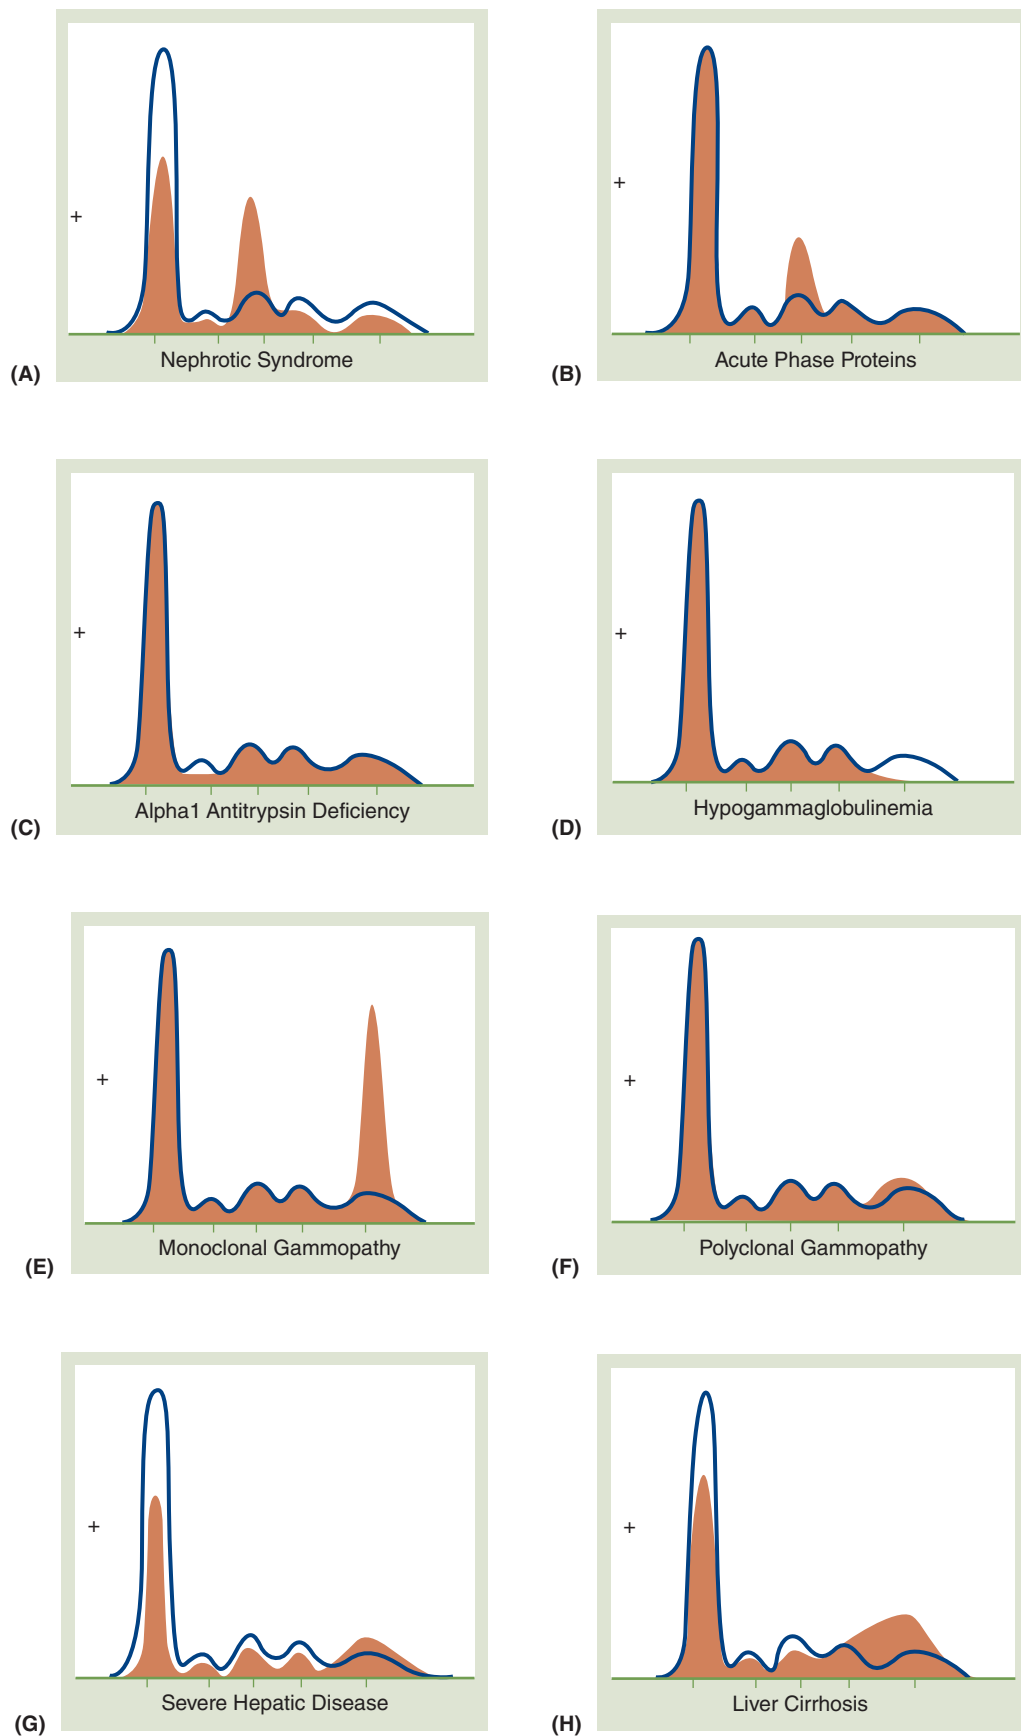 +
+
Nephrotic Syndrome
Acute Phase Proteins
(A)
(B)
+
+
Alpha1 Antitrypsin Deficiency
Hypogammaglobulinemia
(C)
(D)
+
+
Monoclonal Gammopathy
Polyclonal Gammopathy
(E)
(F)
+
+
Severe Hepatic Disease
Liver Cirrhosis
(G)
(H)